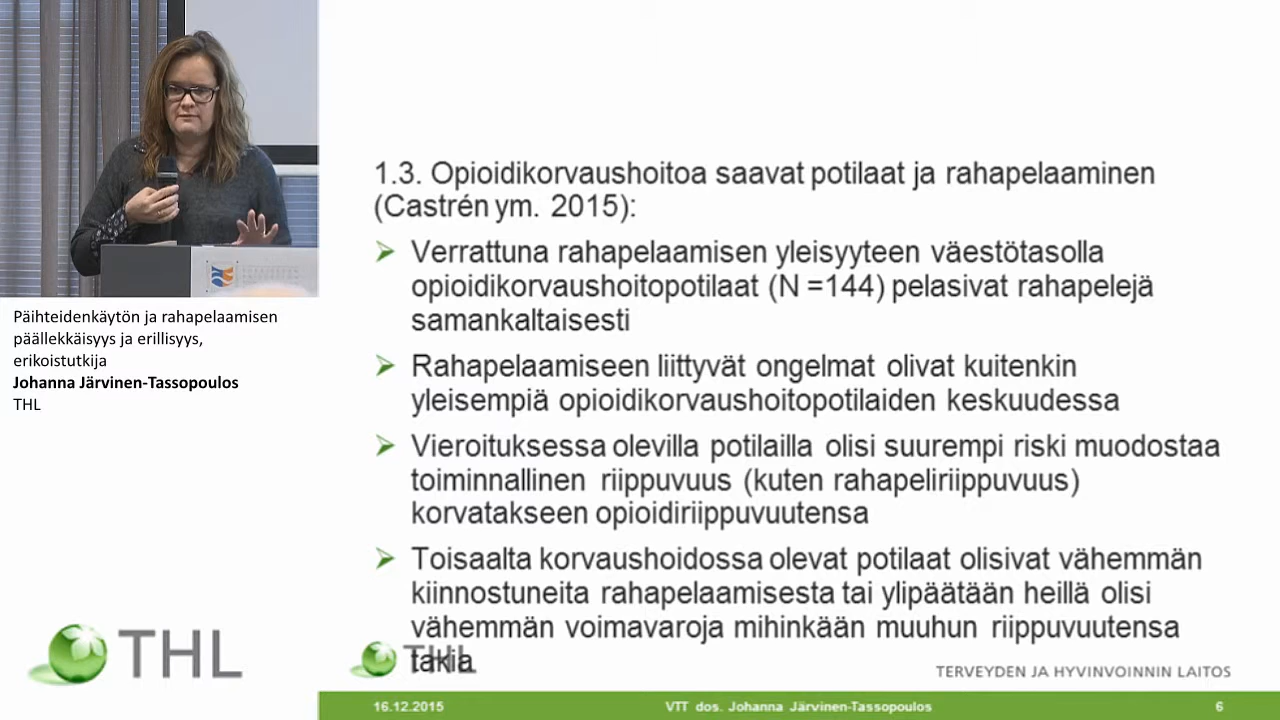 Päihteidenkäytön ja rahapelaamisen
päällekkäisyys ja erillisyys,
erikoistutkija
Johanna Järvinen-Tassopoulos
THL
THL
1.3. Opioidikorvaushoitoa saavat potilaat ja rahapelaaminen
(Castrén ym. 2015):
Verrattuna rahapelaamisen yleisyyteen väestötasolla
opioidikorvaushoitopotilaat (N =144) pelasivat rahapelejä
samankaltaisesti
Rahapelaamiseen liittyvät ongelmat olivat kuitenkin
yleisempiä opioidikorvaushoitopotilaiden keskuudessa
Vieroituksessa olevilla potilailla olisi suurempi riski muodostaa
toiminnallinen riippuvuus (kuten rahapeliriippuvuus)
korvatakseen opioidiriippuvuutensa
Toisaalta korvaushoidossa olevat potilaat olisivat vähemmän
kiinnostuneita rahapelaamisesta tai ylipäätään heillä olisi
vähemmän voimavaroja mihinkään muuhun riippuvuutensa
takia
THL
TERVEYDEN JA HYVINVOINNIN LAITOS
16.12.2015 VTT dos. Johanna Järvinen-Tassopoulos 6